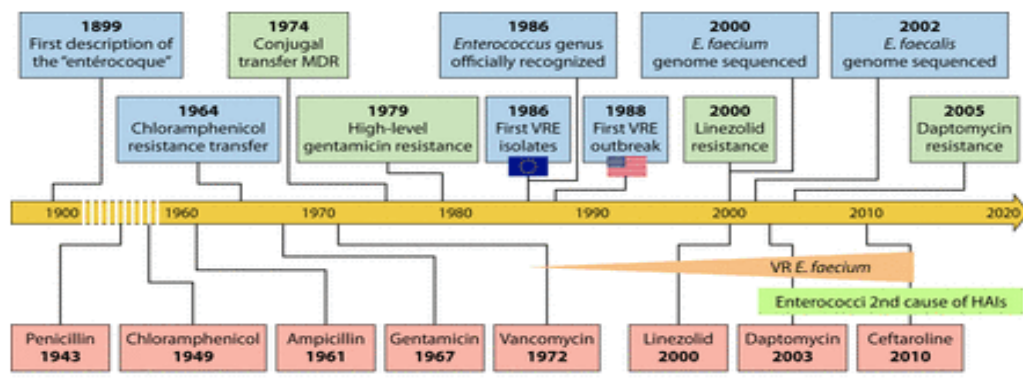 1899
First description of
the "entérocoque"
1974
Conjugal
transfer MDR
1986
Enterococcus genus
officially recognized
2000
E. faecium
genome sequenced
2002
E. faecalis
genome sequenced
1964
Chloramphenicol
resistance transfer
1979
High-level
gentamicin resistance
1986
First VRE
isolates
1988
First VRE
outbreak
2000
Linezolid
resistance
2005
Daptomycin
resistance
1900 1960 1970 1980 1990 2000 2010 2020
VR E. faecium
Enterococci 2nd cause of HAIs
Penicillin
1943
Chloramphenicol
1949
Ampicillin
1961
Gentamicin
1967
Vancomycin
1972
Linezolid
2000
Daptomycin
2003
Ceftaroline
2010